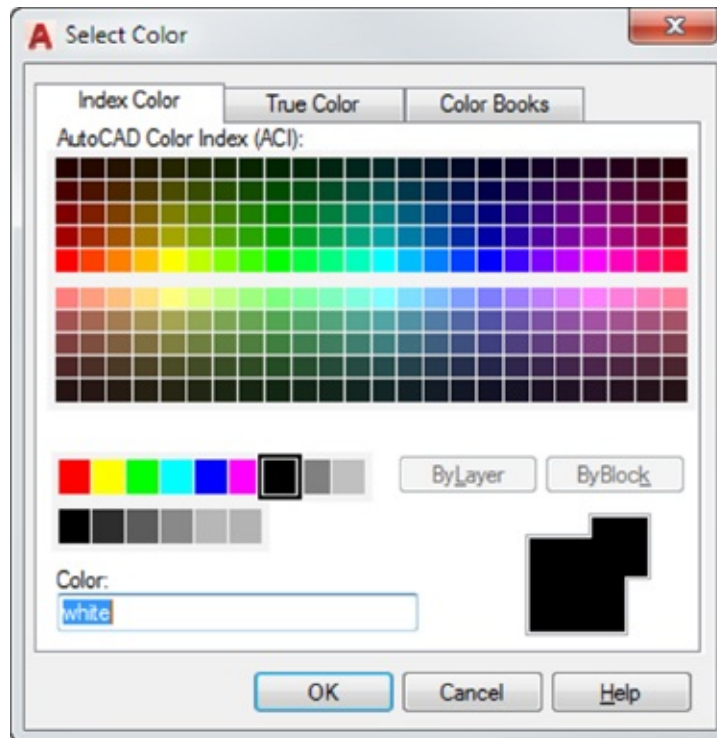 Select Color
Index Color True Color Color Books
AutoCAD Color Index (ACI):
ByLayer ByBlock
Color:
white
OK Cancel Help